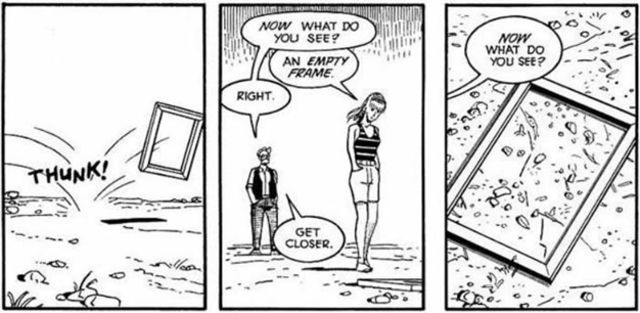 THUNK!
NOW WHAT DO
YOU SEE?
AN EMPTY
FRAME.
RIGHT.
GET
CLOSER.
NOW
WHAT DO
YOU SEE?